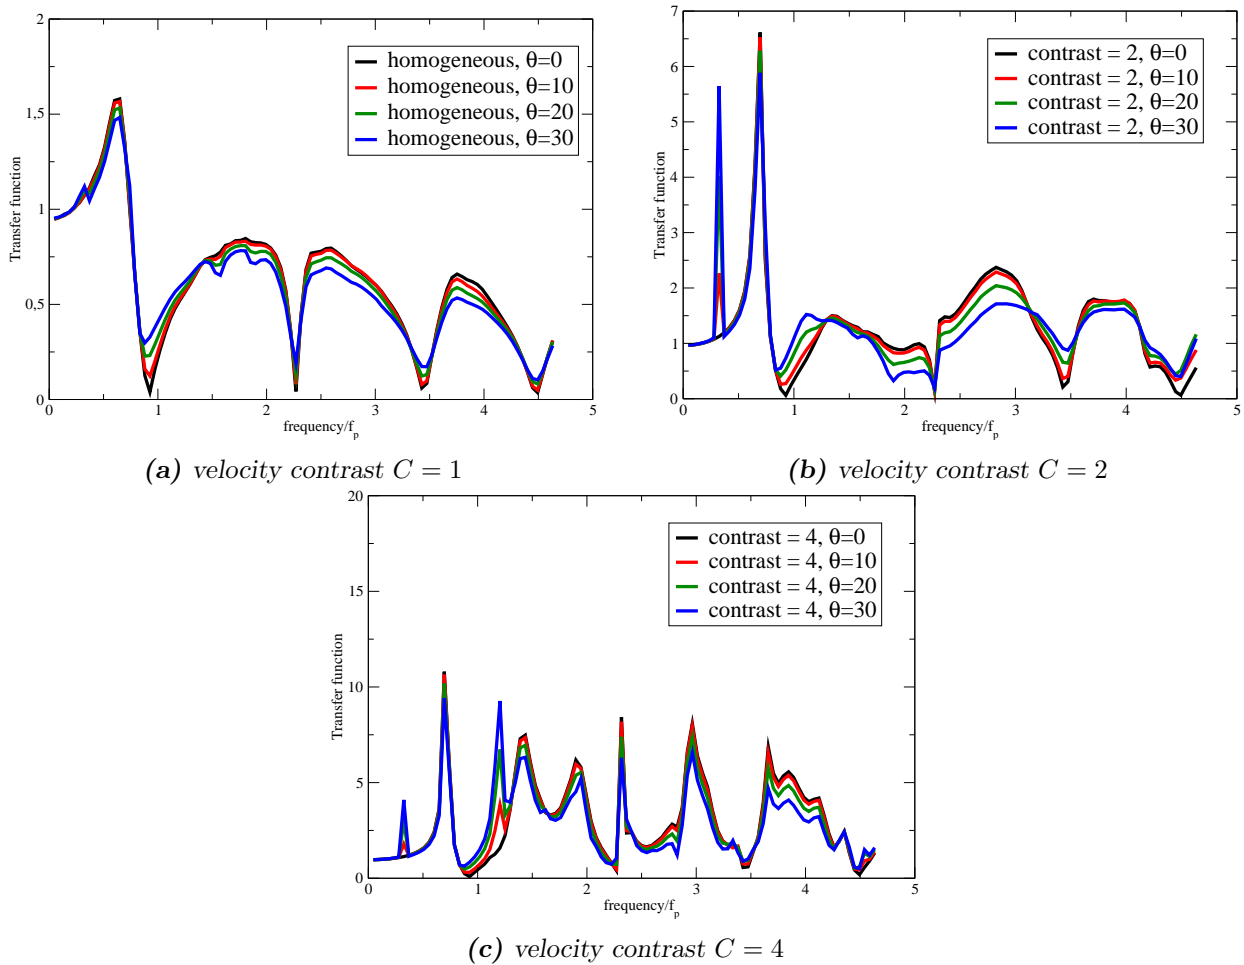 2
1.5
1
0.5
0
0 1 2 3 4 5
Transfer function
frequency/f_p
homogeneous, θ=0
homogeneous, θ=10
homogeneous, θ=20
homogeneous, θ=30
(a) velocity contrast C = 1
7
6
5
4
3
2
1
0
0 1 2 3 4 5
Transfer function
frequency/f_p
contrast = 2, θ=0
contrast = 2, θ=10
contrast = 2, θ=20
contrast = 2, θ=30
(b) velocity contrast C = 2
20
15
10
5
0
0 1 2 3 4 5
Transfer function
frequency/f_p
contrast = 4, θ=0
contrast = 4, θ=10
contrast = 4, θ=20
contrast = 4, θ=30
(c) velocity contrast C = 4